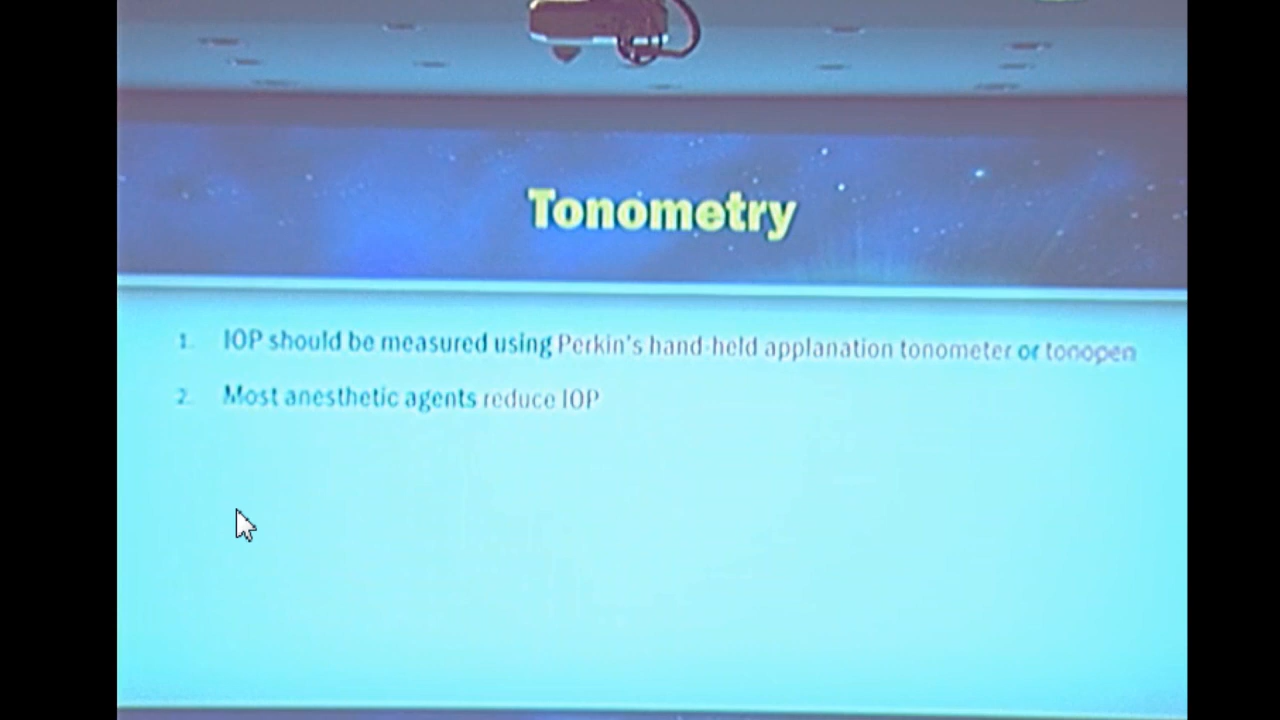 Tonometry
1. IOP should be measured using Perkin's hand-held applanation tonometer or tonopen
2. Most anesthetic agents reduce IOP